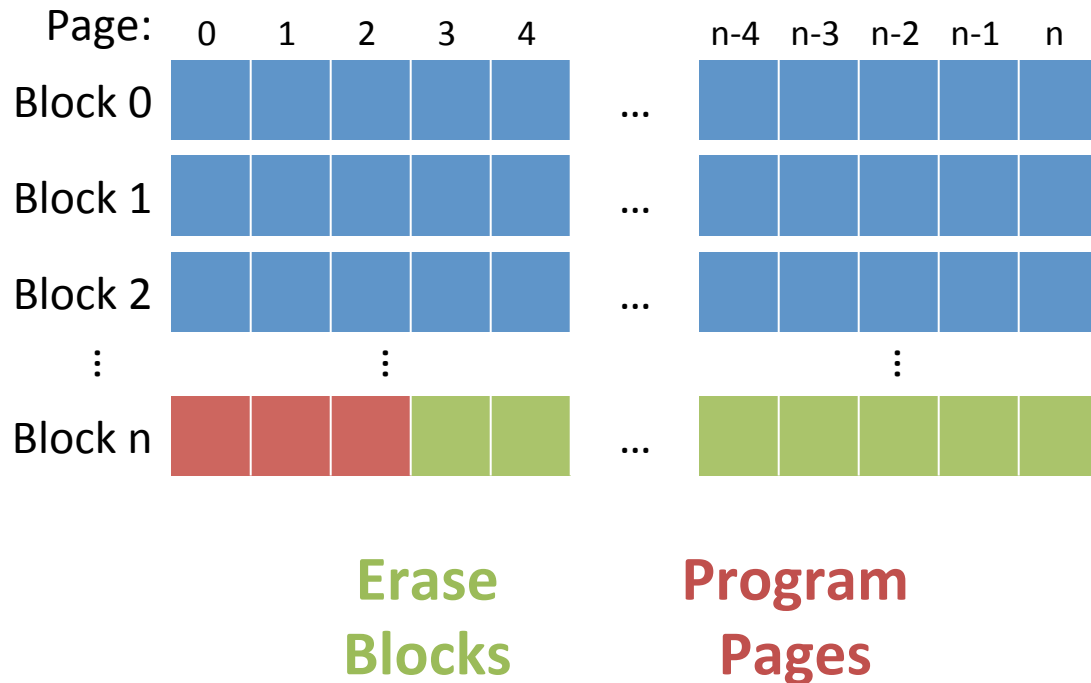 Page: 0 1 2 3 4 n-4 n-3 n-2 n-1 n
Block 0 ...
Block 1 ...
Block 2 ...
⋮ ⋮ ⋮
Block n ...
Erase Program
Blocks Pages